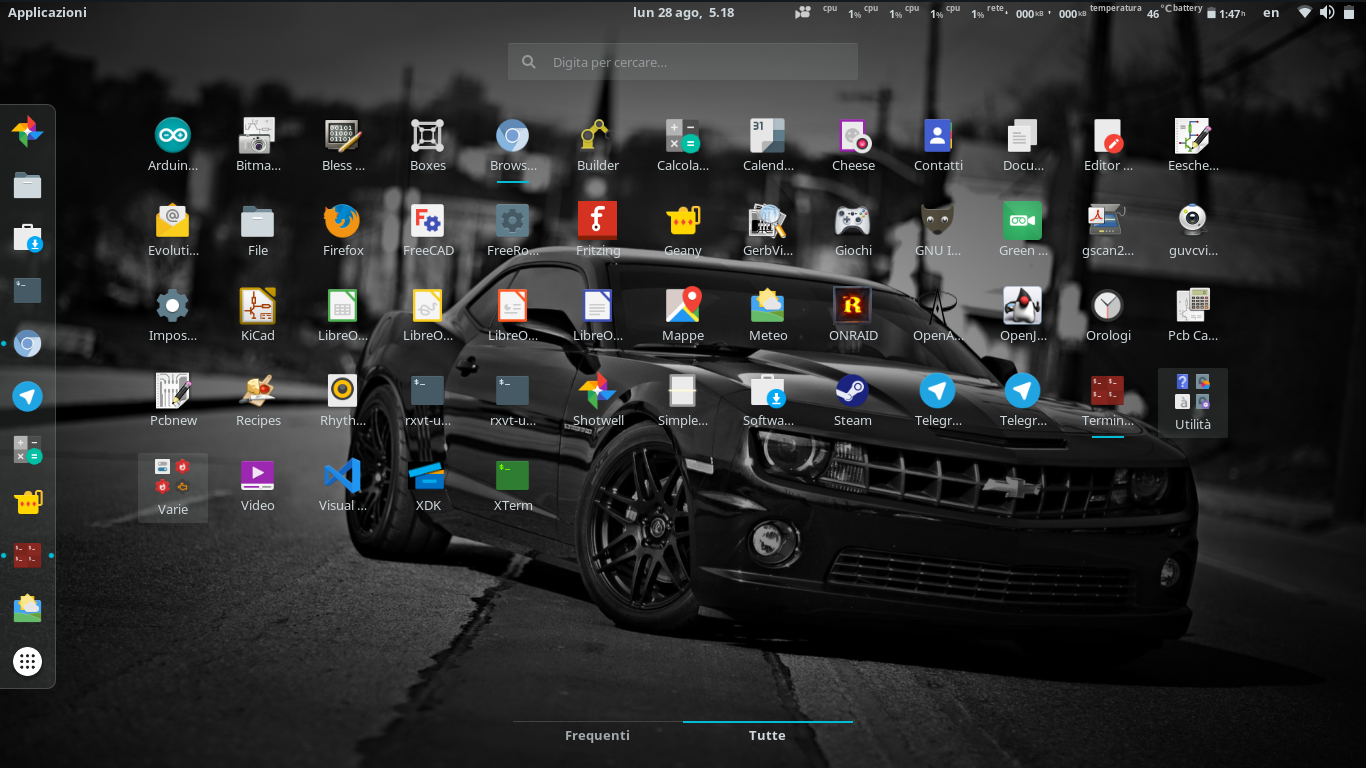 Applicazioni
lun 28 ago, 5.18
cpu 1% cpu 1% cpu 1% cpu 1% rete 000 kB 000 kB temperatura 46 °C battery 1:47 h en
Digita per cercare...
Arduin... Bitma... Bless ... Boxes Brows... Builder Calcola... Calend... Cheese Contatti Docu... Editor ... Eesche...
Evoluti... File Firefox FreeCAD FreeRo... Fritzing Geany GerbVi... Giochi GNU I... Green ... gscan2... guvcvi...
Impos... KiCad LibreO... LibreO... LibreO... LibreO... Mappe Meteo ONRAID OpenA... OpenJ... Orologi Pcb Ca...
Pcbnew Recipes Rhyth... rxvt-u... rxvt-u... Shotwell Simple... Softwa... Steam Telegr... Telegr... Termin... Utilità
Varie Video Visual ... XDK XTerm
Frequenti Tutte